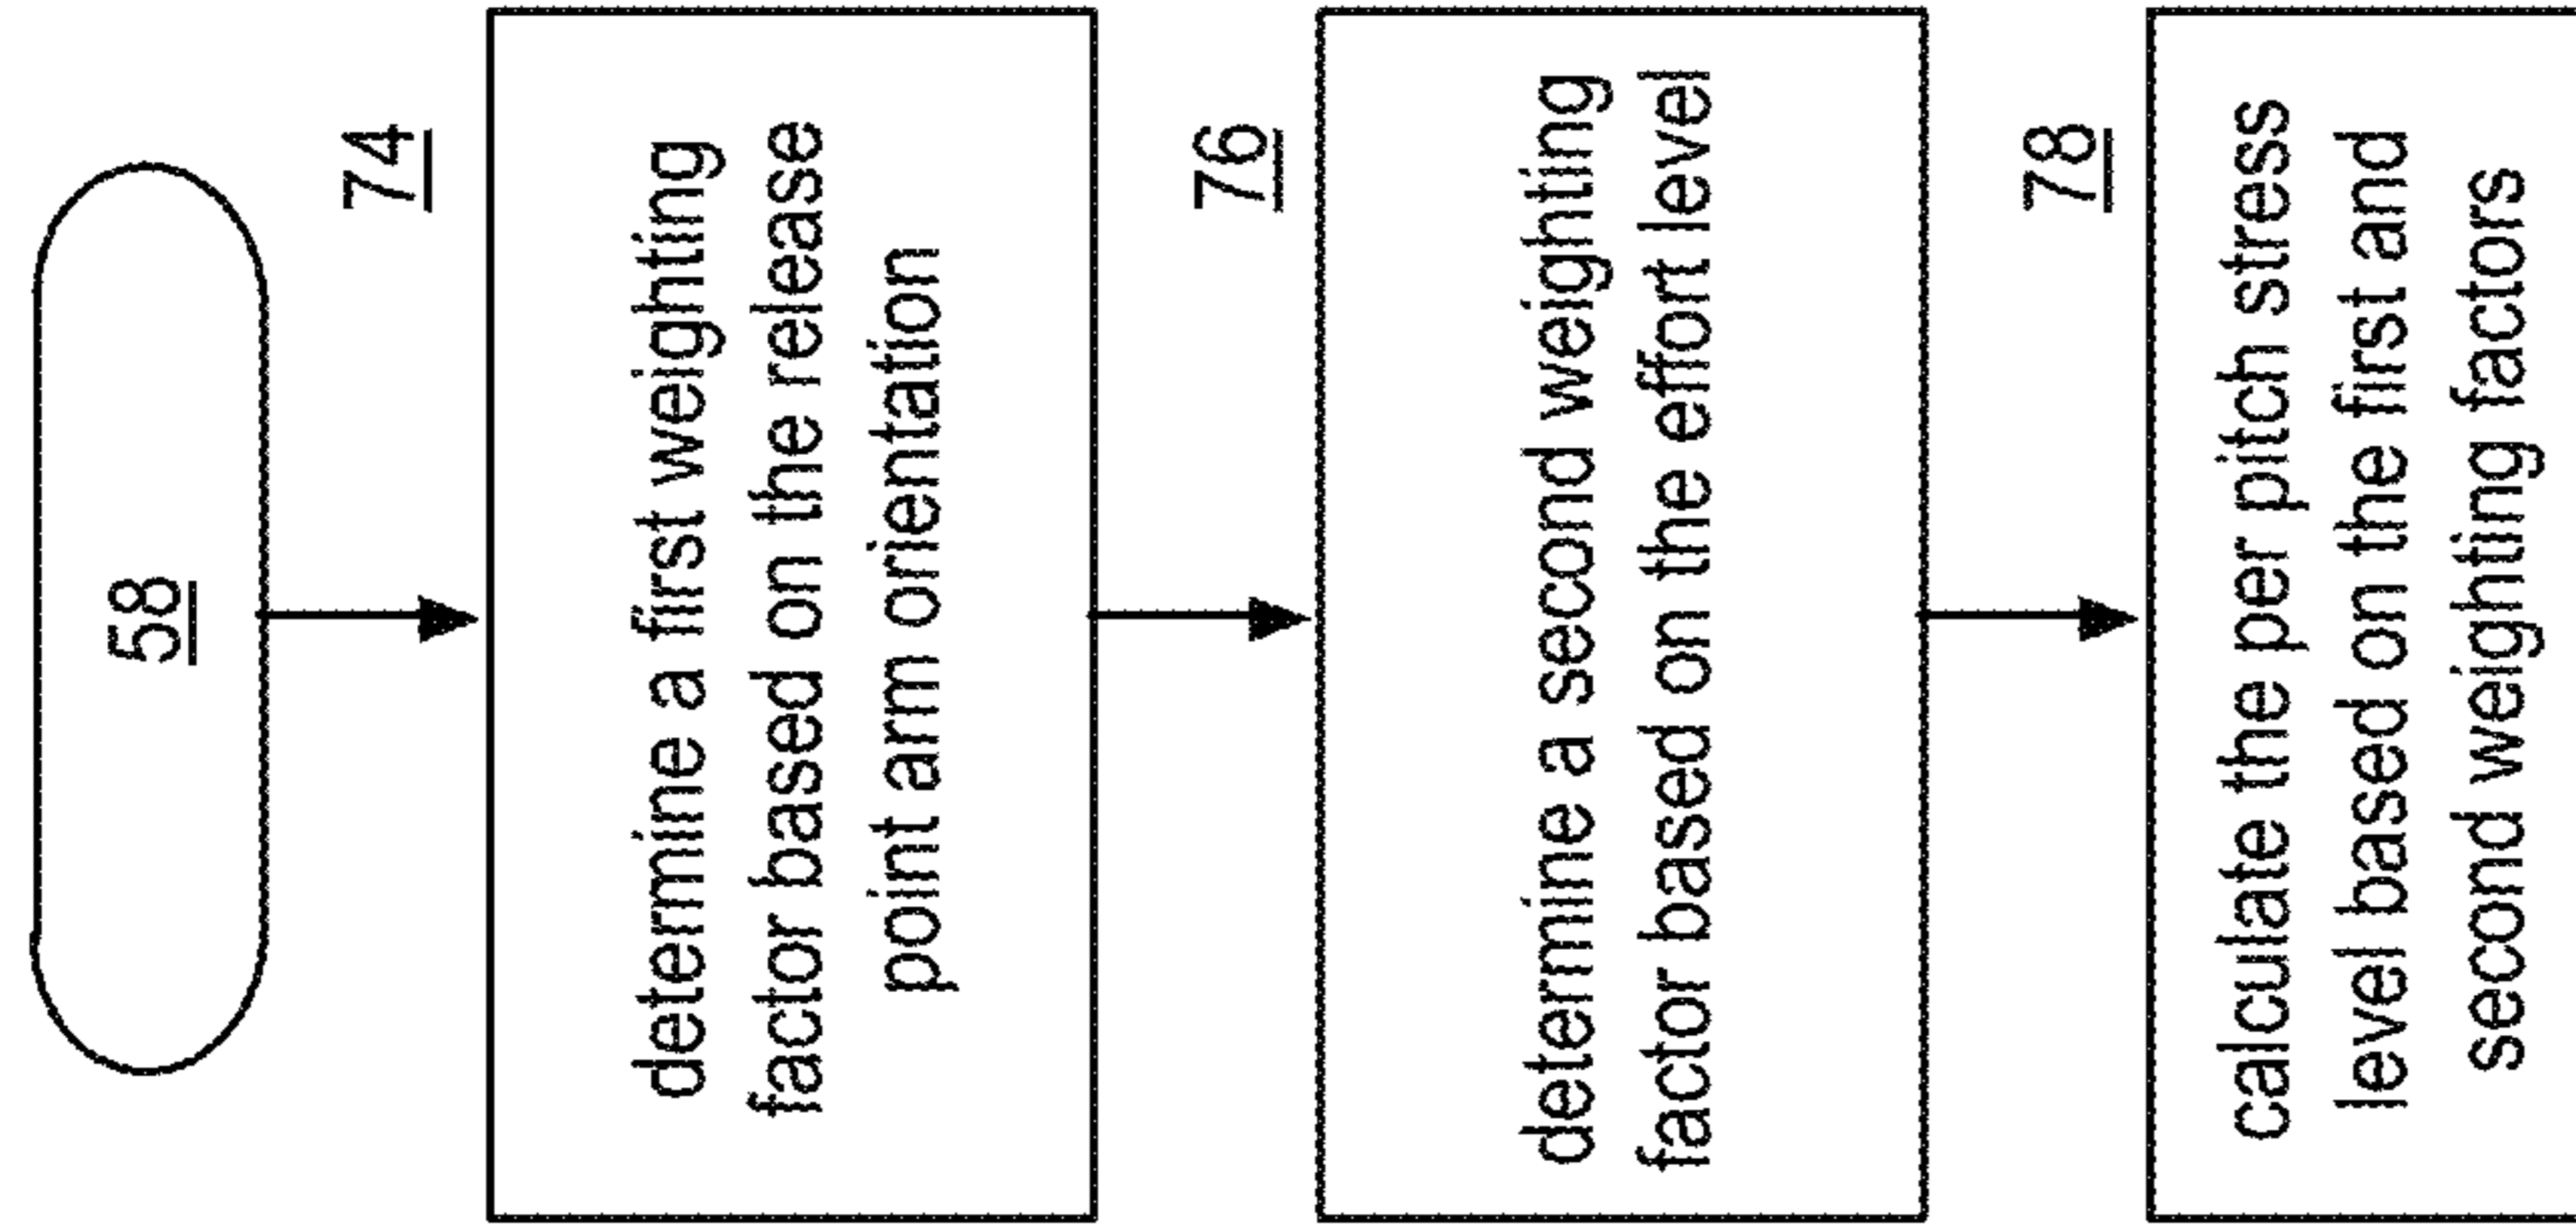 58
74
determine a first weighting
factor based on the release
point arm orientation
76
determine a second weighting
factor based on the effort level
78
calculate the per pitch stress
level based on the first and
second weighting factors